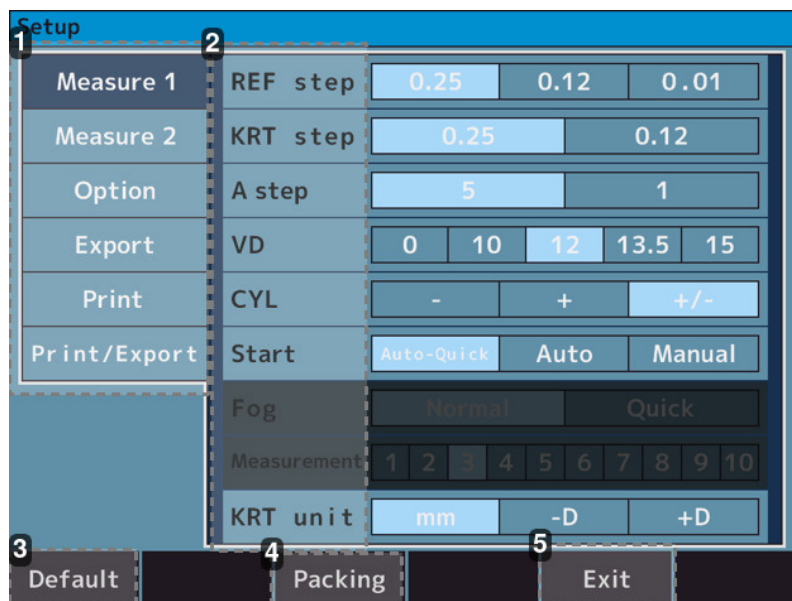 Setup
1
2
Measure 1
REF step 0.25 0.12 0.01
Measure 2
KRT step 0.25 0.12
Option
A step 5 1
Export
VD 0 10 12 13.5 15
Print
CYL - + +/-
Print/Export
Start Auto-Quick Auto Manual
Fog Normal Quick
Measurement 1 2 3 4 5 6 7 8 9 10
KRT unit mm -D +D
3
4
5
Default
Packing
Exit